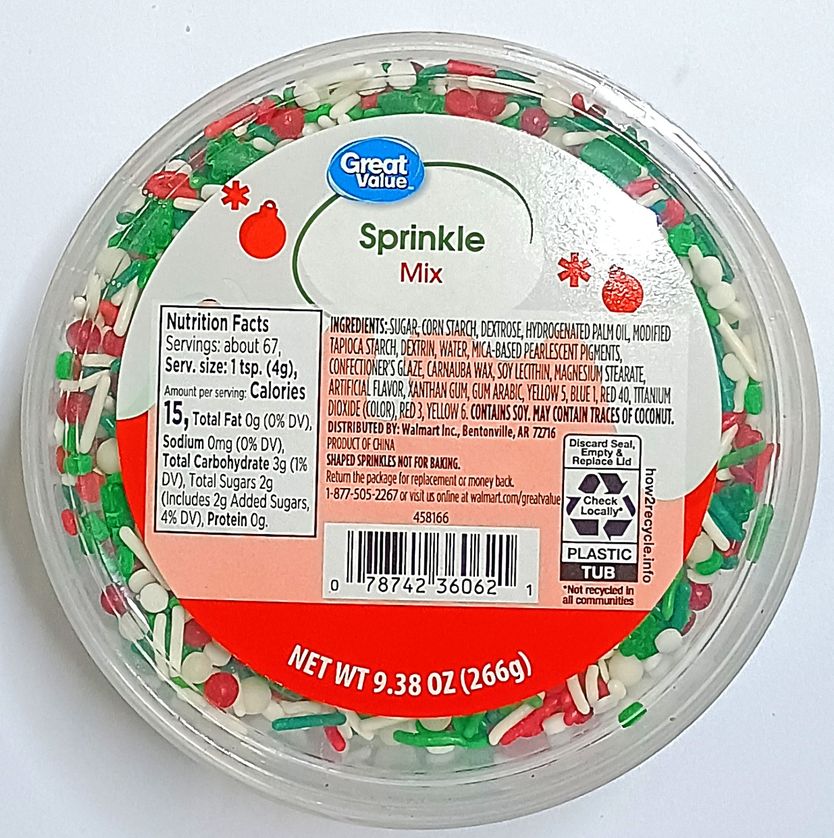 Great
Value™
Sprinkle
Mix
Nutrition Facts
Servings: about 67,
Serv. size: 1 tsp. (4g),
Amount per serving: Calories
15, Total Fat 0g (0% DV),
Sodium 0mg (0% DV),
Total Carbohydrate 3g (1%
DV), Total Sugars 2g
(Includes 2g Added Sugars,
4% DV), Protein 0g.
INGREDIENTS: SUGAR, CORN STARCH, DEXTROSE, HYDROGENATED PALM OIL, MODIFIED
TAPIOCA STARCH, DEXTRIN, WATER, MICA-BASED PEARLESCENT PIGMENTS,
CONFECTIONER'S GLAZE, CARNAUBA WAX, SOY LECITHIN, MAGNESIUM STEARATE,
ARTIFICIAL FLAVOR, XANTHAN GUM, GUM ARABIC, YELLOW 5, BLUE 1, RED 40, TITANIUM
DIOXIDE (COLOR), RED 3, YELLOW 6. CONTAINS SOY. MAY CONTAIN TRACES OF COCONUT.
DISTRIBUTED BY: Walmart Inc., Bentonville, AR 72716
PRODUCT OF CHINA
SHAPED SPRINKLES NOT FOR BAKING.
Return the package for replacement or money back.
1-877-505-2267 or visit us online at walmart.com/greatvalue
458166
0 78742 36062 1
Discard Seal,
Empty &
Replace Lid
Check
Locally*
PLASTIC
TUB
*Not recycled in
all communities
how2recycle.info
NET WT 9.38 OZ (266g)